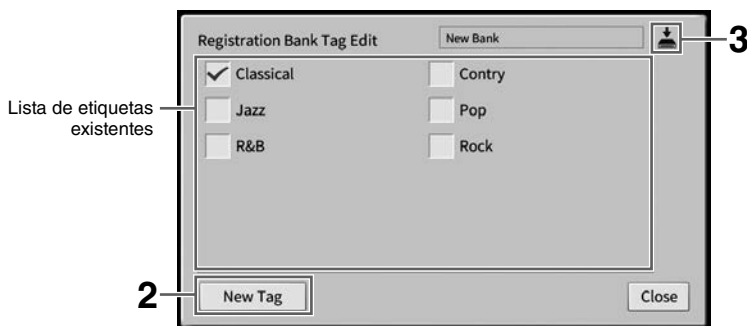 Registration Bank Tag Edit
New Bank
3
Classical
Contry
Lista de etiquetas
existentes
Jazz
Pop
R&B
Rock
2
New Tag
Close